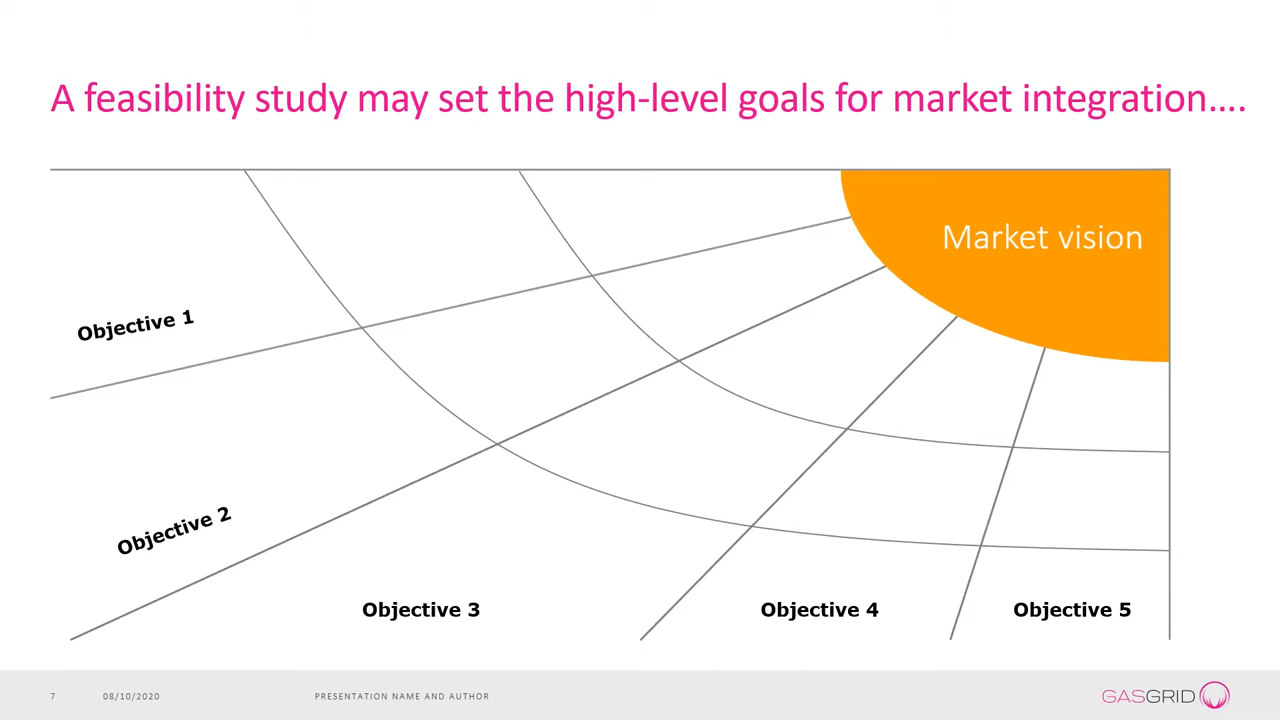 A feasibility study may set the high-level goals for market integration….
Market vision
Objective 1
Objective 2
Objective 3
Objective 4
Objective 5
7
08/10/2020
PRESENTATION NAME AND AUTHOR
GASGRID